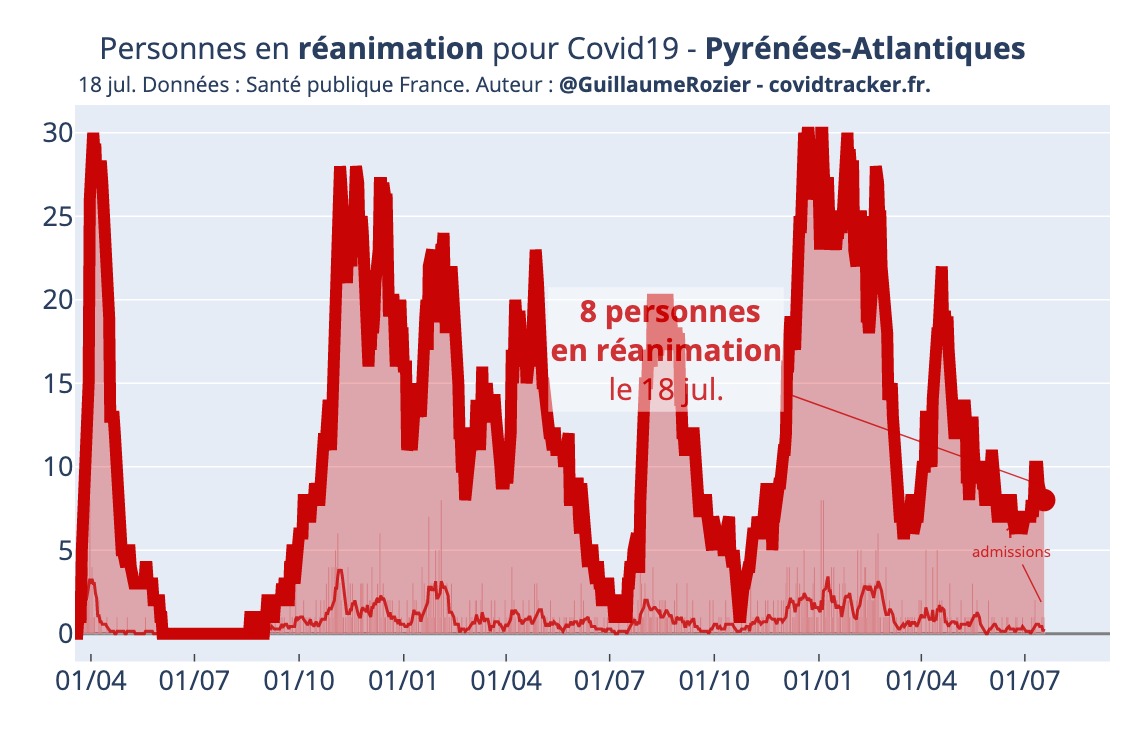 Personnes en réanimation pour Covid19 - Pyrénées-Atlantiques
18 jul. Données : Santé publique France. Auteur : @GuillaumeRozier - covidtracker.fr.
30
25
20
15
10
5
0
8 personnes
en réanimation
le 18 jul.
admissions
01/04 01/07 01/10 01/01 01/04 01/07 01/10 01/01 01/04 01/07